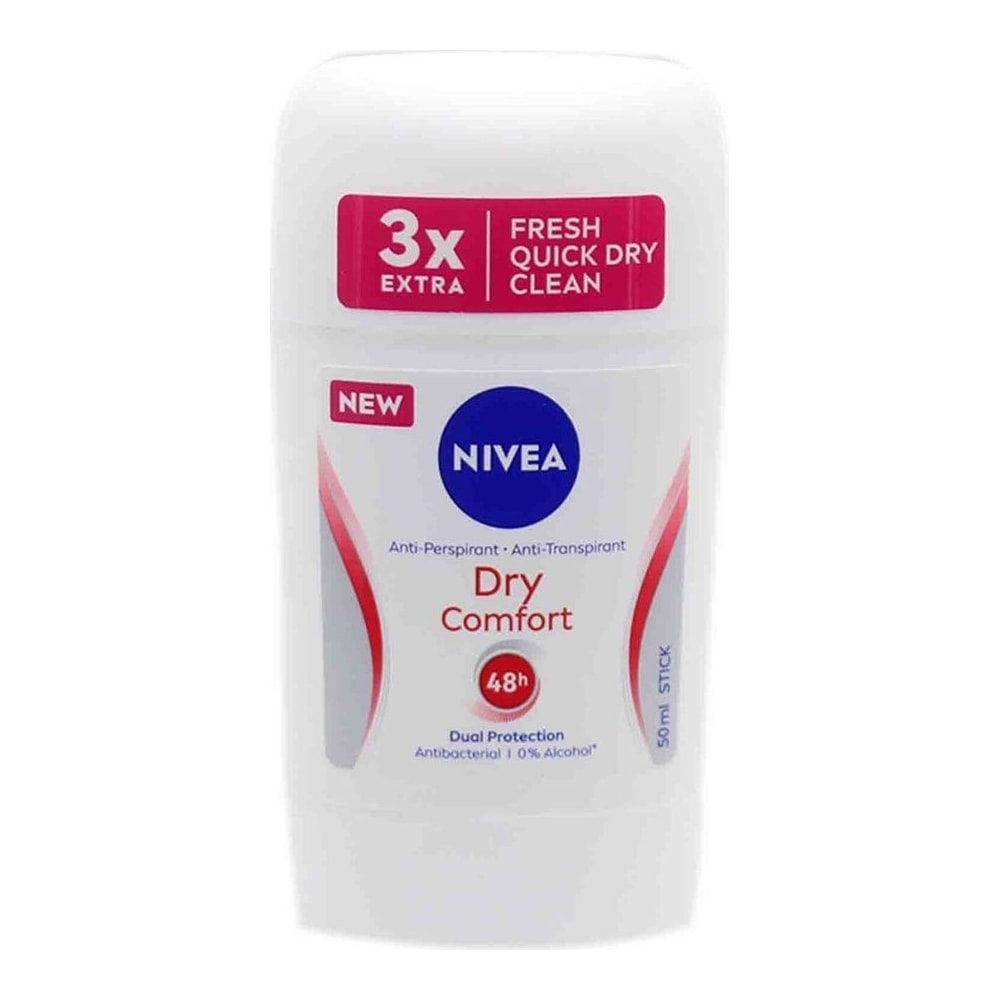 3x
EXTRA
FRESH
QUICK DRY
CLEAN
NEW
NIVEA
Anti-Perspirant · Anti-Transpirant
Dry
Comfort
48h
Dual Protection
Antibacterial | 0% Alcohol*
50 ml STICK